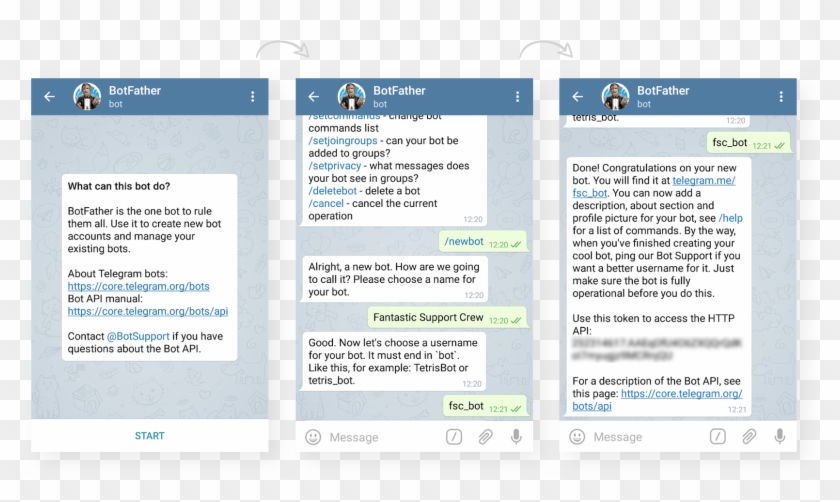 BotFather
bot
What can this bot do?
BotFather is the one bot to rule
them all. Use it to create new bot
accounts and manage your
existing bots.
About Telegram bots:
https://core.telegram.org/bots
Bot API manual:
https://core.telegram.org/bots/api
Contact @BotSupport if you have
questions about the Bot API.
START
BotFather
bot
/setcommands - change bot
commands list
/setjoingroups - can your bot be
added to groups?
/setprivacy - what messages does
your bot see in groups?
/deletebot - delete a bot
/cancel - cancel the current
operation
12:20
/newbot 12:20
Alright, a new bot. How are we going
to call it? Please choose a name for
your bot.
12:20
Fantastic Support Crew 12:20
Good. Now let's choose a username
for your bot. It must end in `bot`.
Like this, for example: TetrisBot or
tetris_bot.
12:20
fsc_bot 12:21
Message
BotFather
bot
tetris_bot.
12:20
fsc_bot 12:21
Done! Congratulations on your new
bot. You will find it at telegram.me/
fsc_bot. You can now add a
description, about section and
profile picture for your bot, see /help
for a list of commands. By the way,
when you've finished creating your
cool bot, ping our Bot Support if you
want a better username for it. Just
make sure the bot is fully
operational before you do this.
Use this token to access the HTTP
API:
For a description of the Bot API, see
this page: https://core.telegram.org/
bots/api
12:21
Message